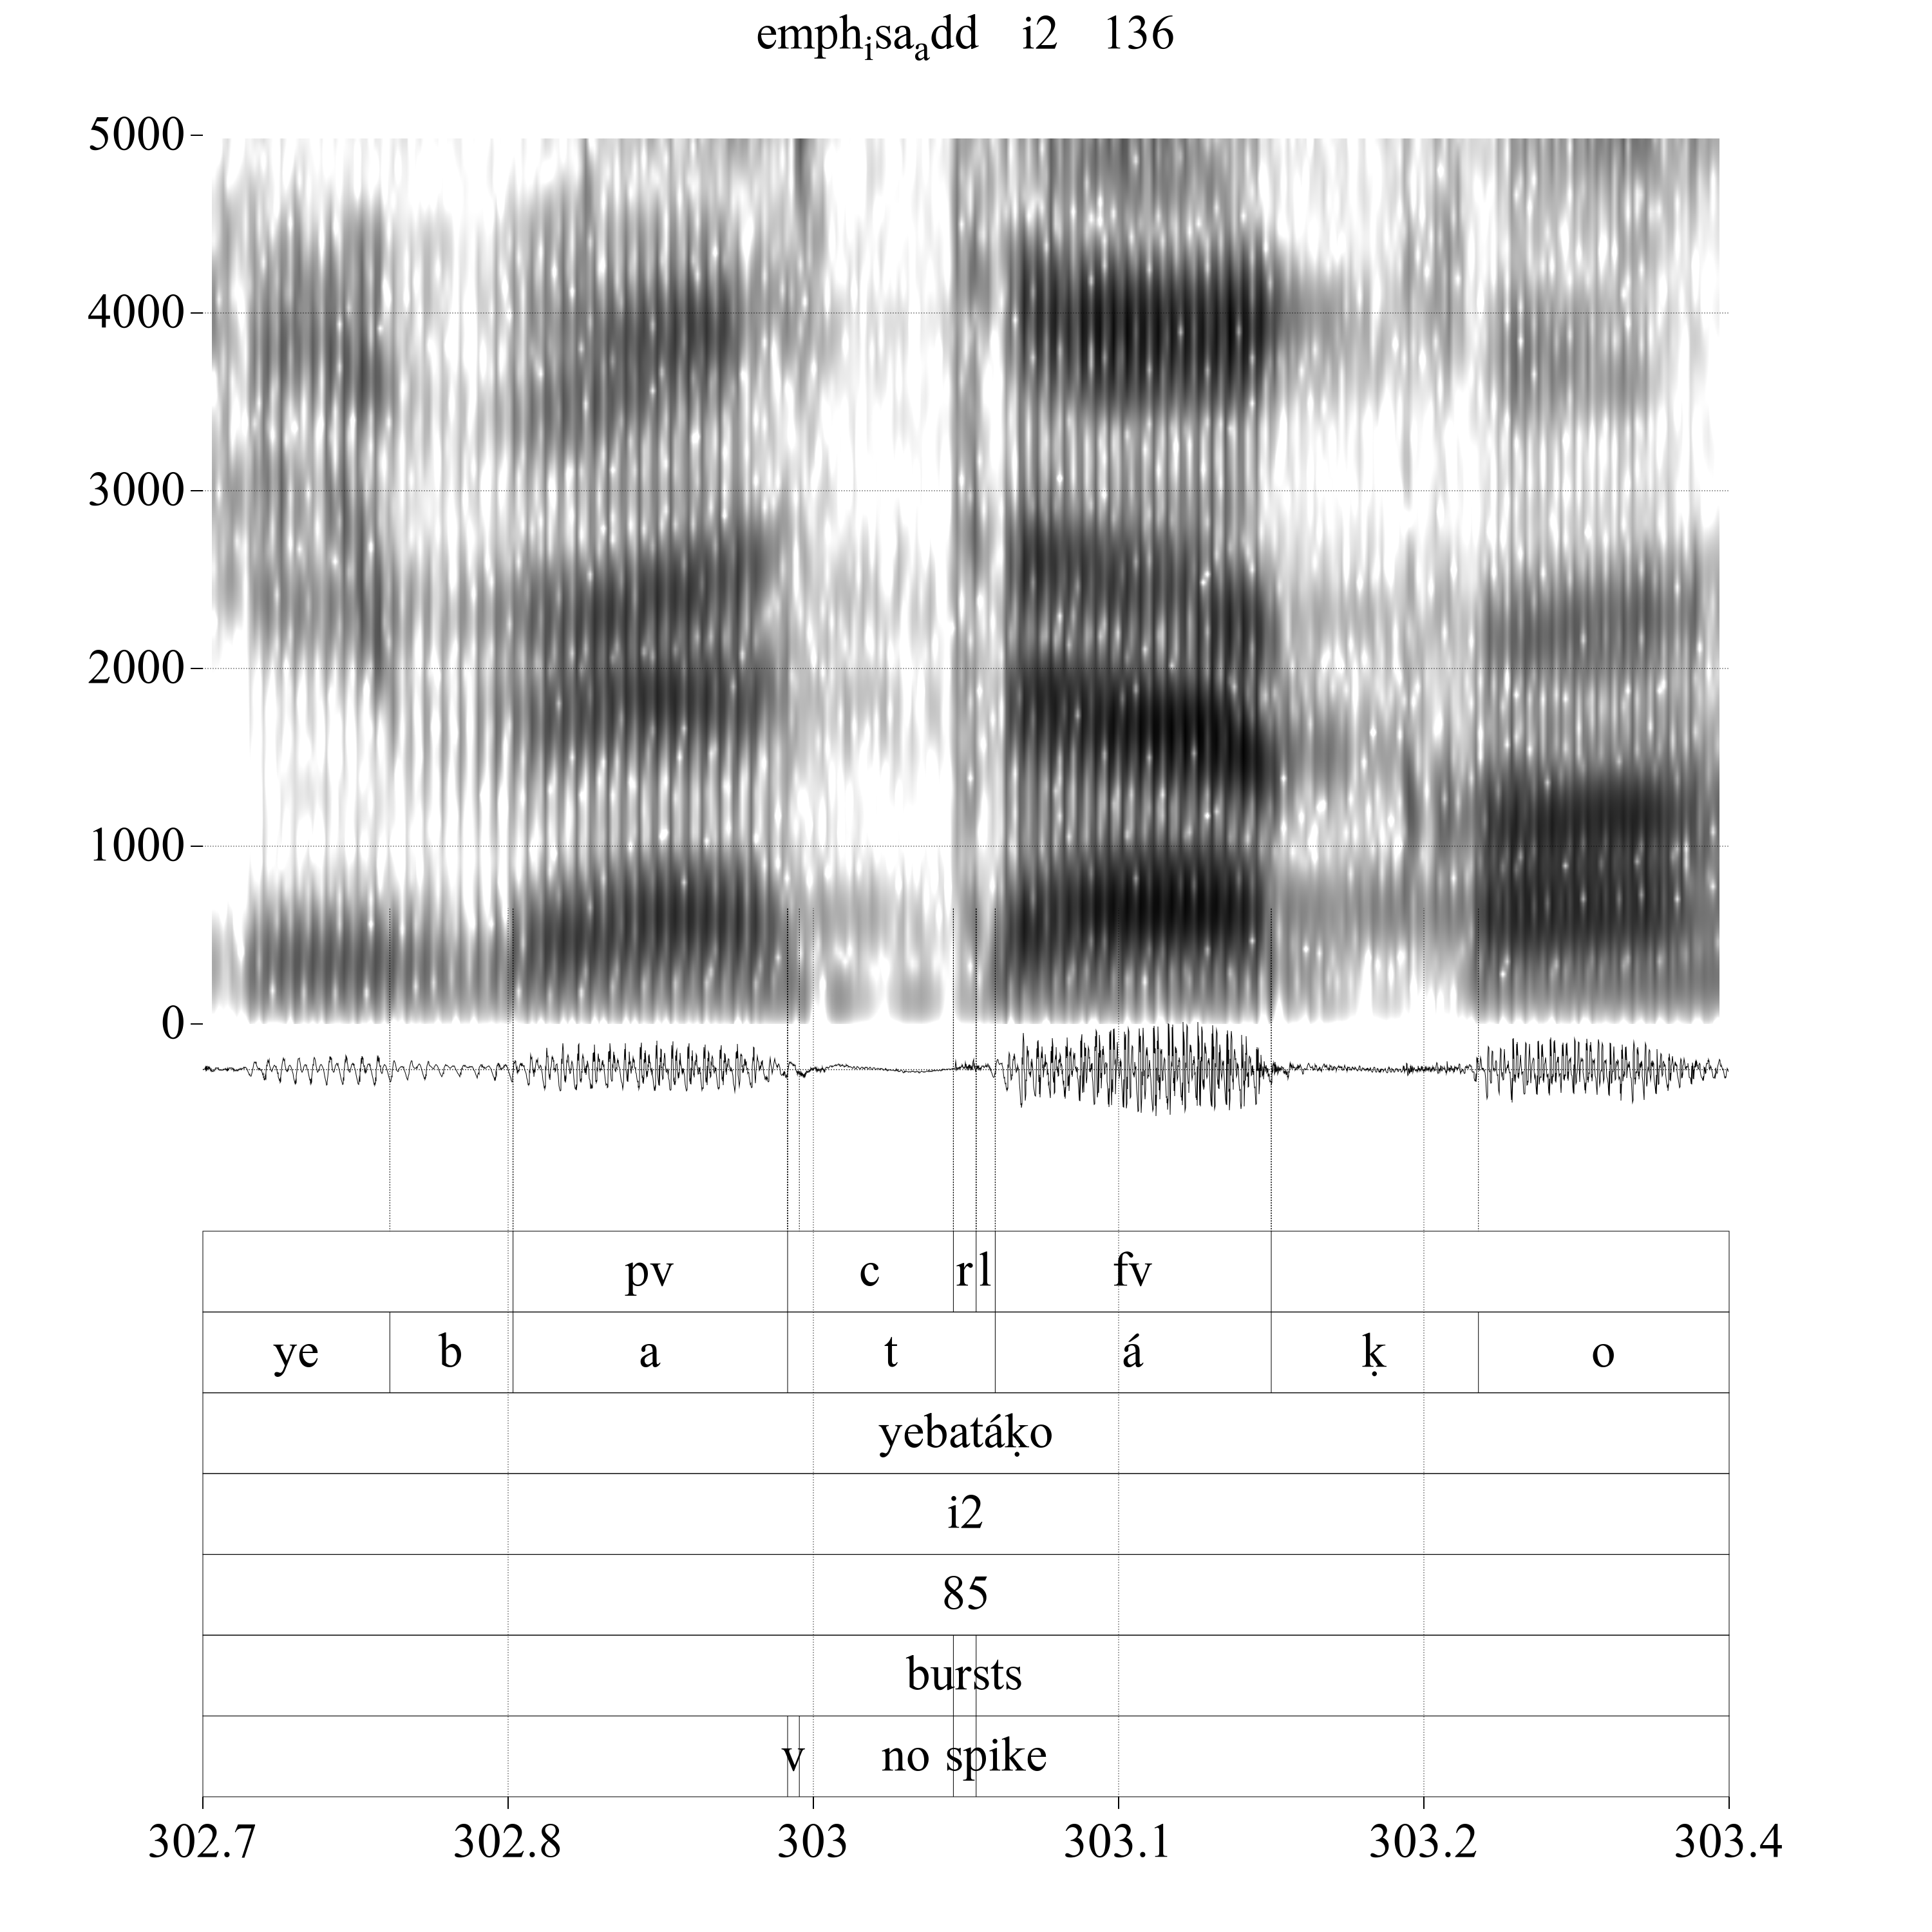 emphisaadd i2 136
5000
4000
3000
2000
1000
0
pv c r l fv
ye b a t á ḳ o
yebatáḳo
i2
85
bursts
v no spike
302.7 302.8 303 303.1 303.2 303.4